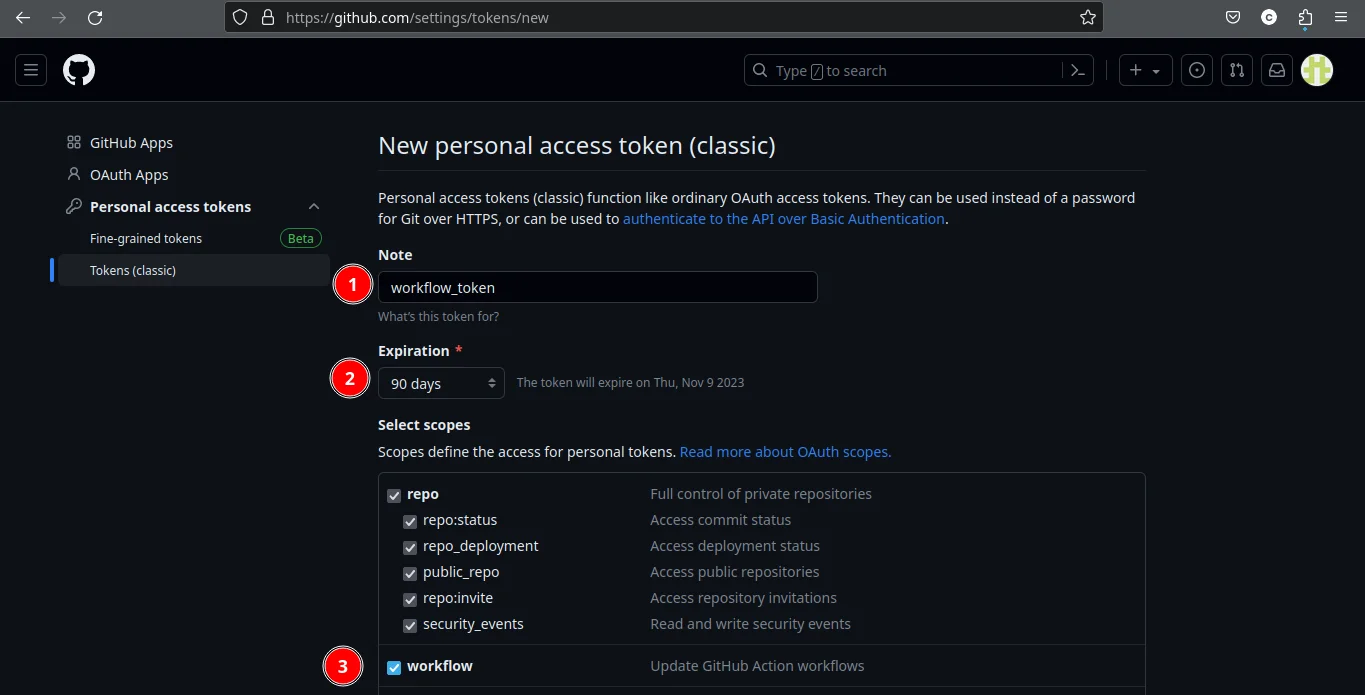 https://github.com/settings/tokens/new
C
Type / to search
GitHub Apps
OAuth Apps
Personal access tokens
Fine-grained tokens Beta
Tokens (classic)
New personal access token (classic)
Personal access tokens (classic) function like ordinary OAuth access tokens. They can be used instead of a password
for Git over HTTPS, or can be used to authenticate to the API over Basic Authentication.
Note
1 workflow_token
What's this token for?
Expiration *
2 90 days The token will expire on Thu, Nov 9 2023
Select scopes
Scopes define the access for personal tokens. Read more about OAuth scopes.
repo Full control of private repositories
repo:status Access commit status
repo_deployment Access deployment status
public_repo Access public repositories
repo:invite Access repository invitations
security_events Read and write security events
3 workflow Update GitHub Action workflows